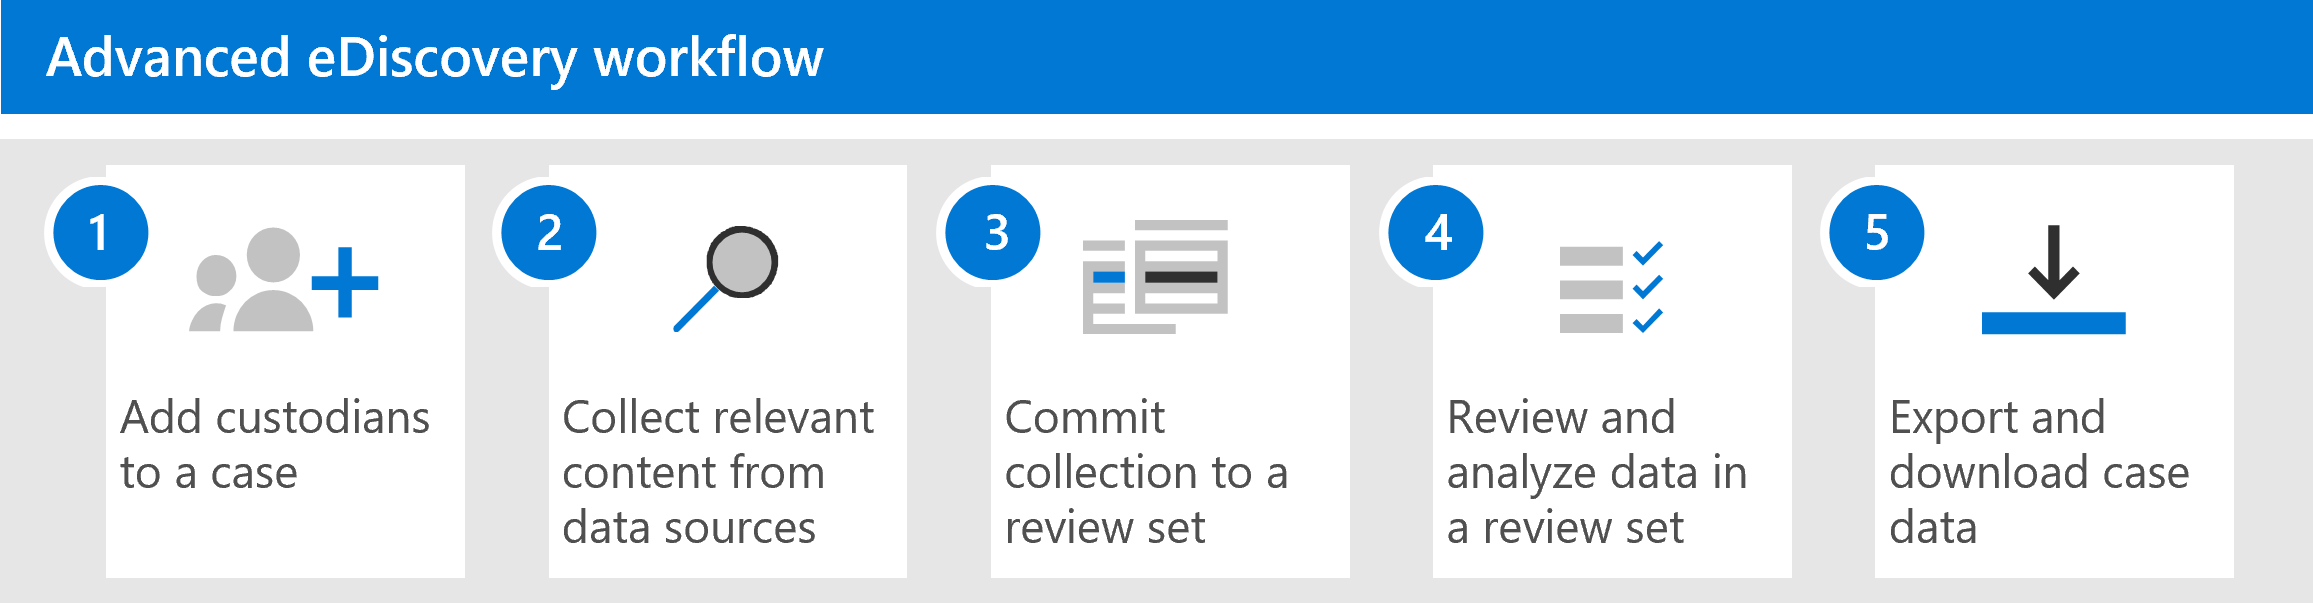 Advanced eDiscovery workflow
1
Add custodians
to a case
2
Collect relevant
content from
data sources
3
Commit
collection to a
review set
4
Review and
analyze data in
a review set
5
Export and
download case
data